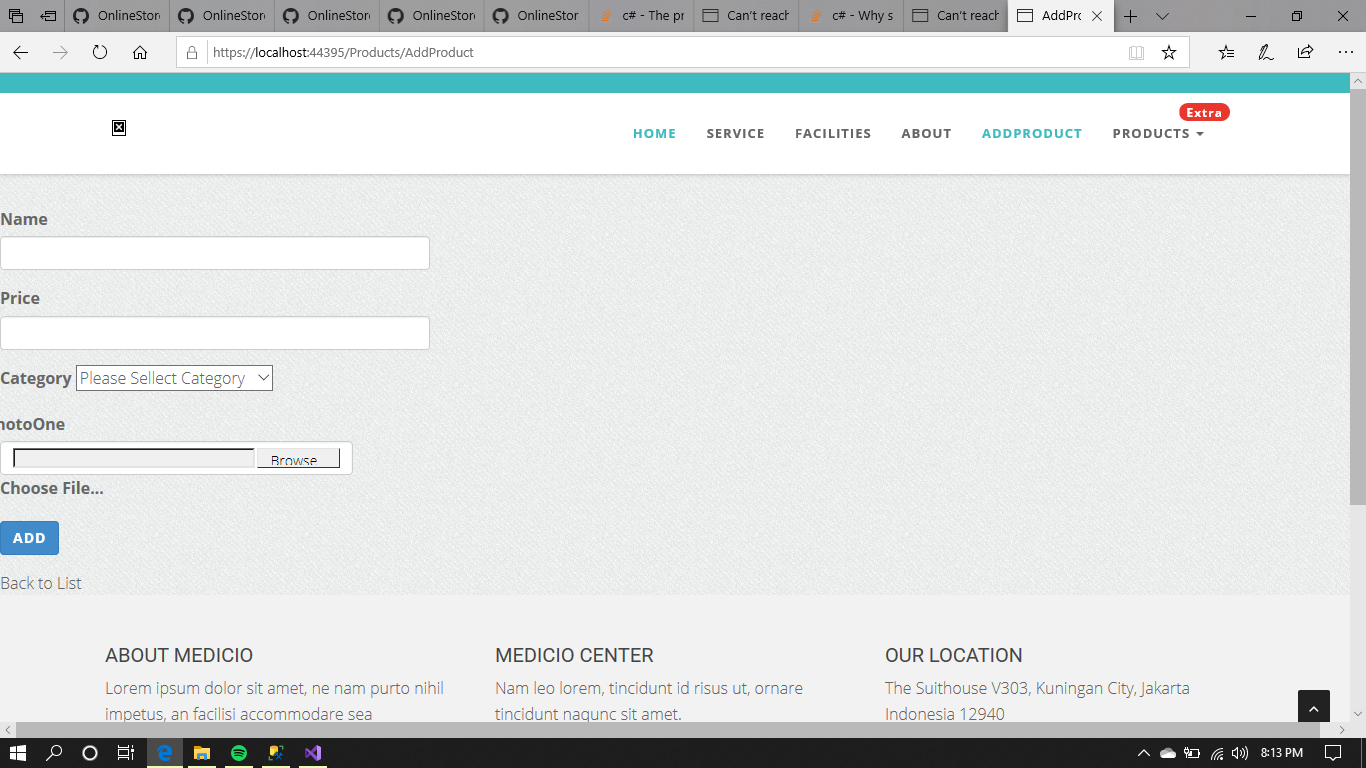 OnlineStor
OnlineStor
OnlineStor
OnlineStor
OnlineStor
c# - The pr
Can't reach
c# - Why s
Can't reach
AddPro
https://localhost:44395/Products/AddProduct
Extra
HOME SERVICE FACILITIES ABOUT ADDPRODUCT PRODUCTS
Name
Price
Category Please Sellect Category
hotoOne
Browse
Choose File...
ADD
Back to List
ABOUT MEDICIO MEDICIO CENTER OUR LOCATION
Lorem ipsum dolor sit amet, ne nam purto nihil Nam leo lorem, tincidunt id risus ut, ornare The Suithouse V303, Kuningan City, Jakarta
impetus, an facilisi accommodare sea tincidunt naqunc sit amet. Indonesia 12940
8:13 PM